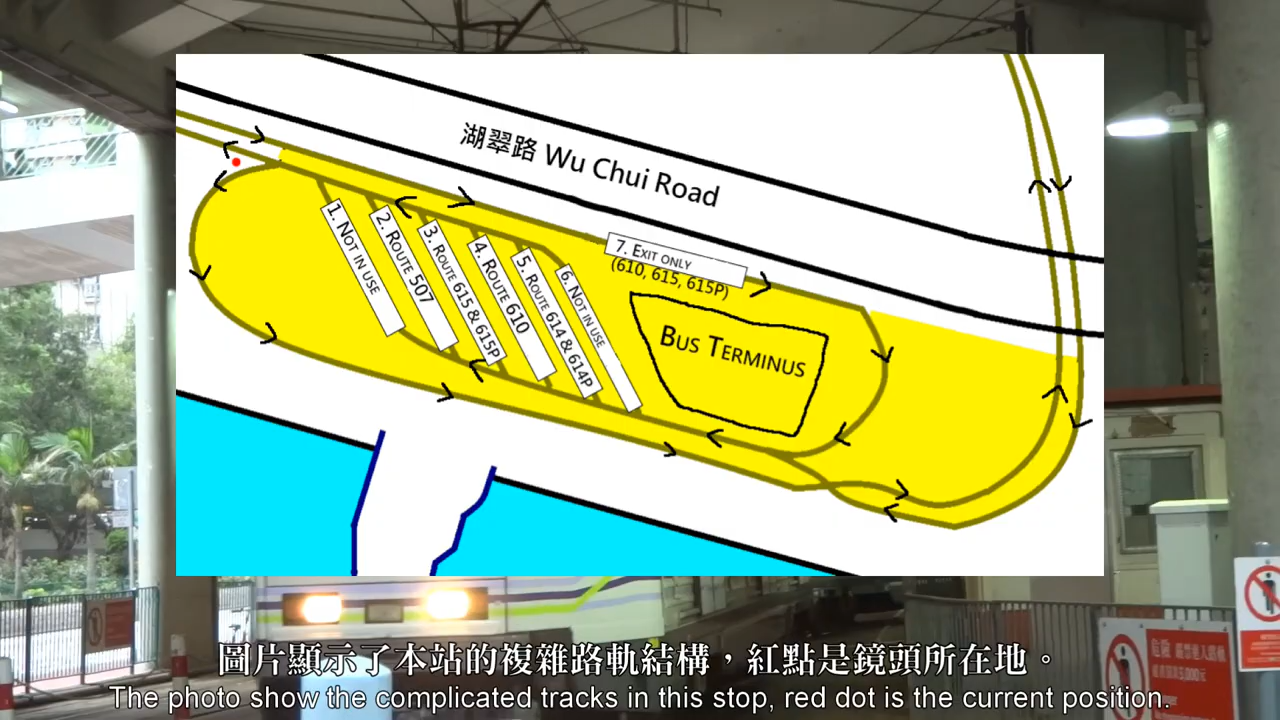 湖翠路 Wu Chui Road
1. NOT IN USE
2. ROUTE 507
3. ROUTE 615 & 615P
4. ROUTE 610
5. ROUTE 614 & 614P
6. NOT IN USE
7. EXIT ONLY
(610, 615, 615P)
BUS TERMINUS
圖片顯示了本站的複雜路軌結構，紅點是鏡頭所在地。
The photo show the complicated tracks in this stop, red dot is the current position.